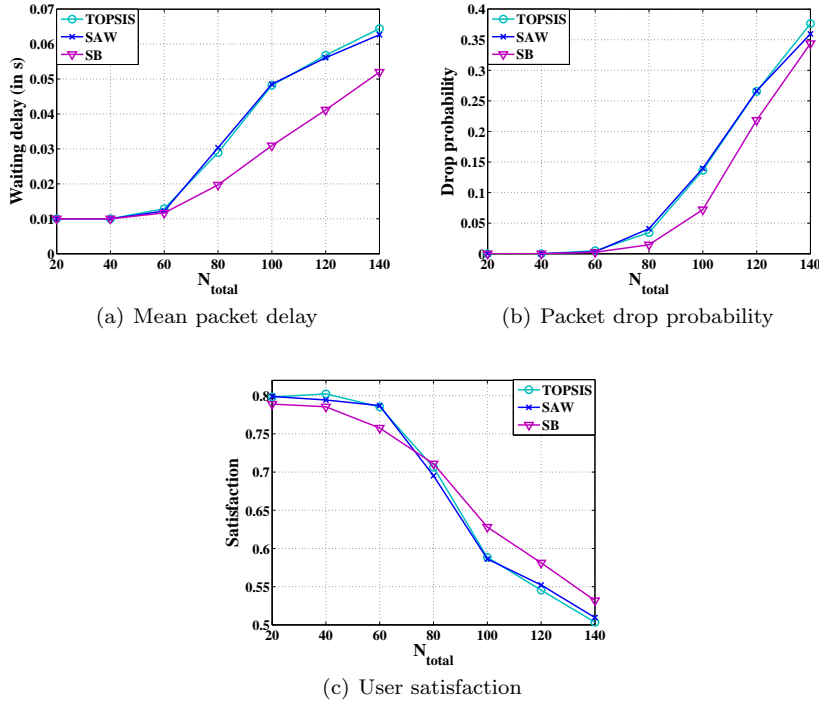 0.07
0.06
0.05
0.04
0.03
0.02
0.01
0
Waiting delay (in s)
TOPSIS
SAW
SB
20 40 60 80 100 120 140
N_total
(a) Mean packet delay
0.4
0.35
0.3
0.25
0.2
0.15
0.1
0.05
0
Drop probability
TOPSIS
SAW
SB
20 40 60 80 100 120 140
N_total
(b) Packet drop probability
0.8
0.75
0.7
0.65
0.6
0.55
0.5
Satisfaction
TOPSIS
SAW
SB
20 40 60 80 100 120 140
N_total
(c) User satisfaction